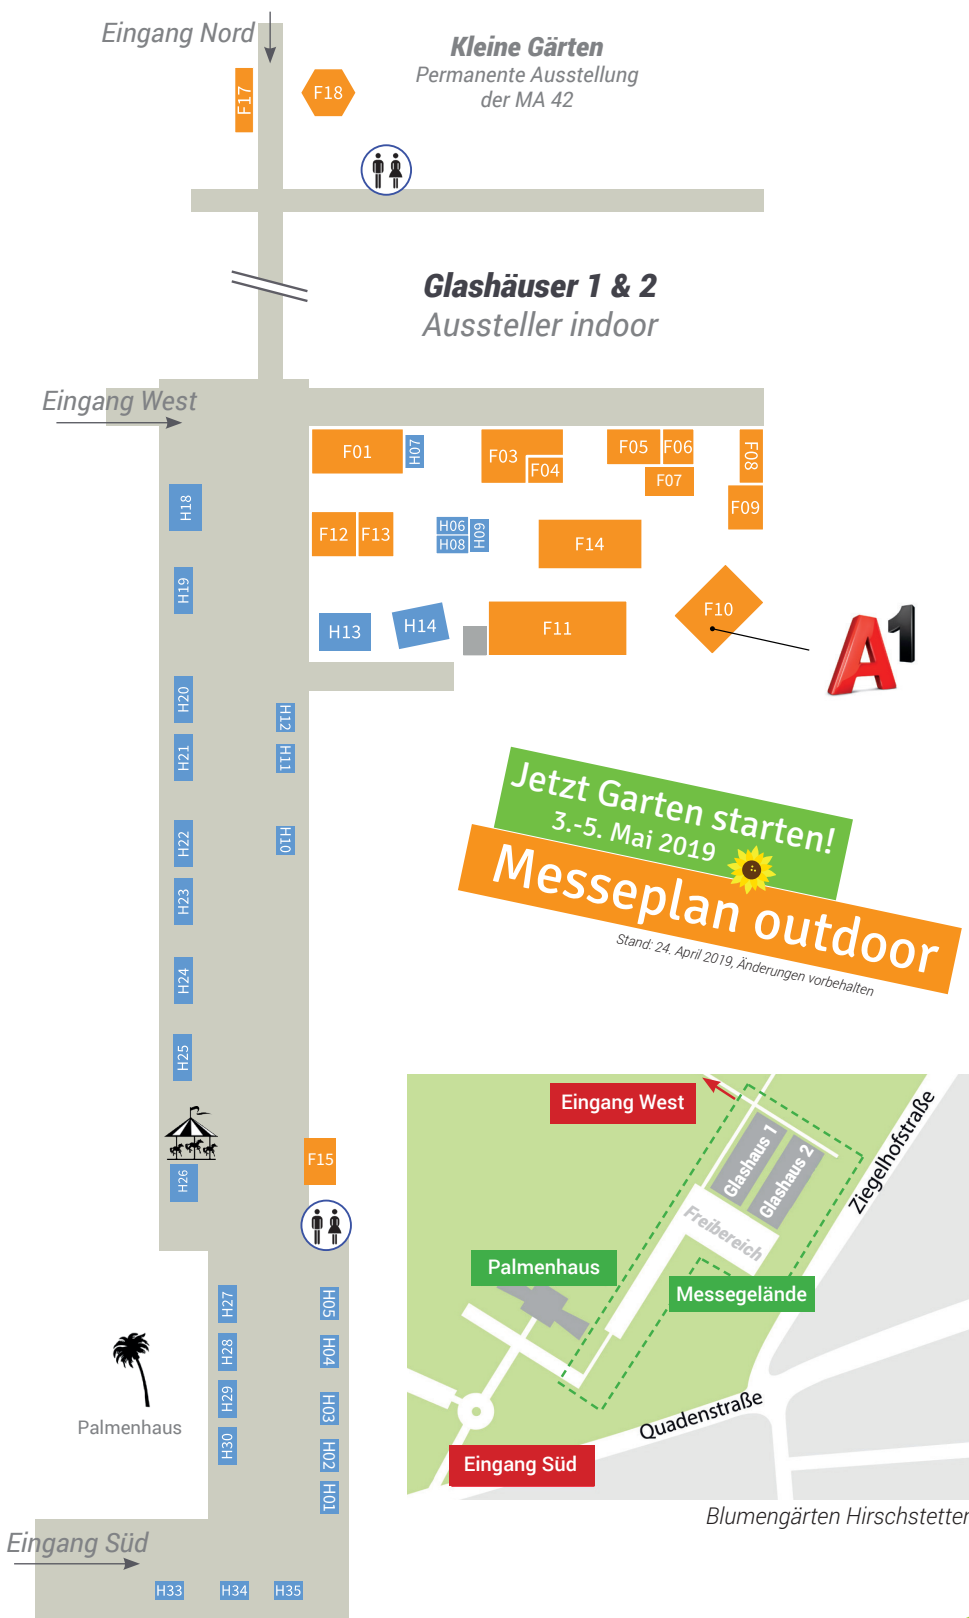 Eingang Nord
Kleine Gärten
Permanente Ausstellung
der MA 42
F17
F18
Glashäuser 1 & 2
Aussteller indoor
Eingang West
F01
H07
F03
F04
F05
F06
F07
F08
F09
H18
F12
F13
H06
H08
H09
F14
H19
H13
H14
F11
F10
A1
H20
H12
H21
H11
H22
H10
H23
H24
H25
Jetzt Garten starten!
3.-5. Mai 2019
Messeplan outdoor
Stand: 24. April 2019, Änderungen vorbehalten
F15
H26
H27
H05
H28
H04
H29
H03
H30
H02
H01
Palmenhaus
Eingang Süd
H33
H34
H35
Eingang West
Glashaus 1
Glashaus 2
Ziegelhofstraße
Freibereich
Palmenhaus
Messegelände
Quadenstraße
Eingang Süd
Blumengärten Hirschstetten